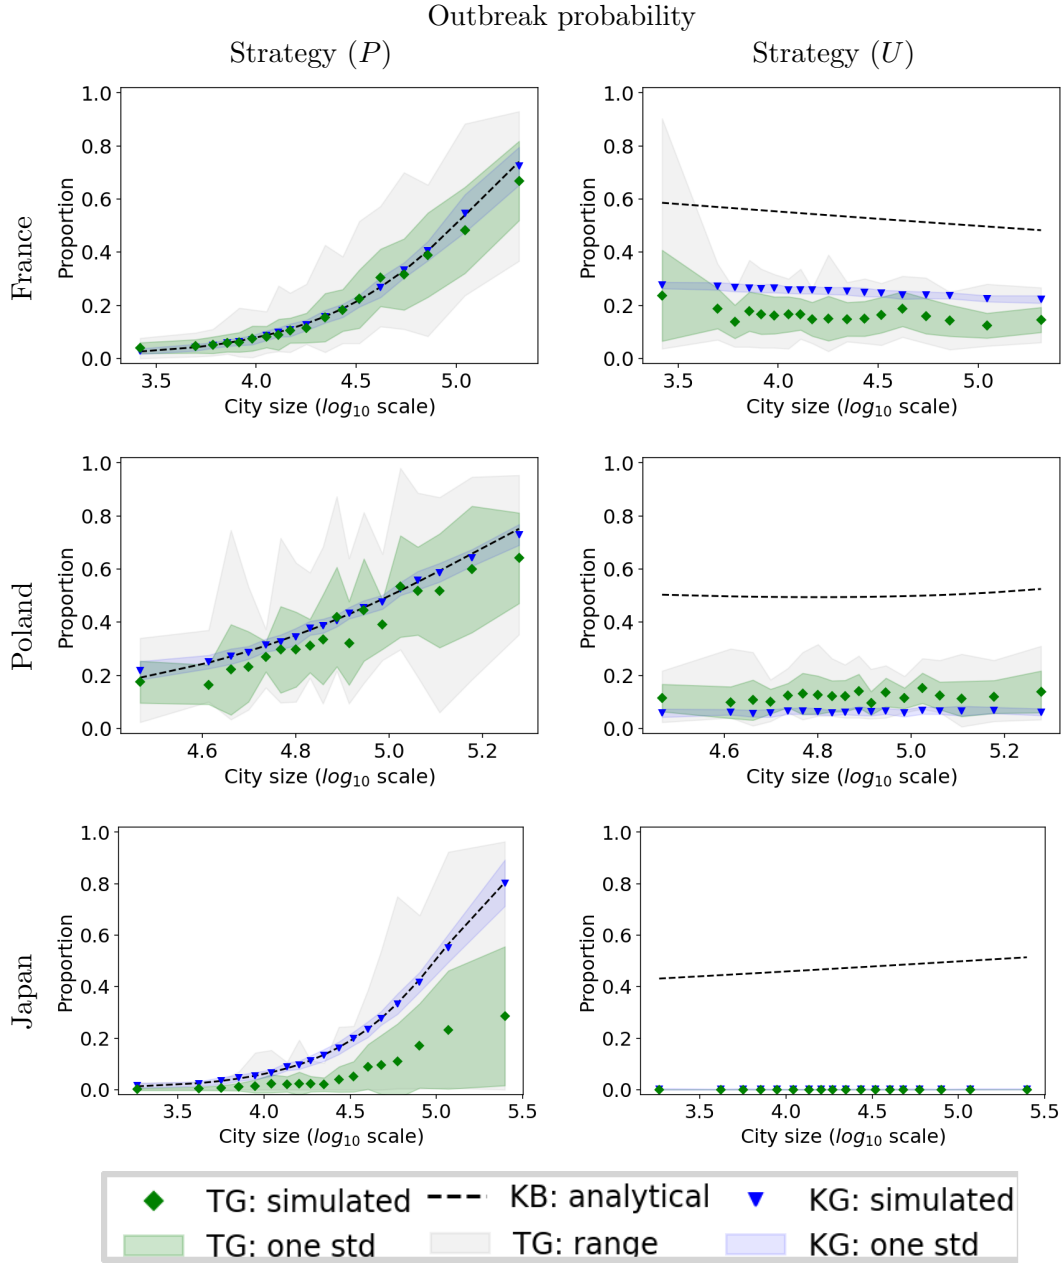 Outbreak probability
Strategy (P)
Strategy (U)
France
1.0
0.8
0.6
0.4
0.2
0.0
Proportion
3.5 4.0 4.5 5.0
City size (log10 scale)
1.0
0.8
0.6
0.4
0.2
0.0
Proportion
3.5 4.0 4.5 5.0
City size (log10 scale)
Poland
1.0
0.8
0.6
0.4
0.2
0.0
Proportion
4.6 4.8 5.0 5.2
City size (log10 scale)
1.0
0.8
0.6
0.4
0.2
0.0
Proportion
4.6 4.8 5.0 5.2
City size (log10 scale)
Japan
1.0
0.8
0.6
0.4
0.2
0.0
Proportion
3.5 4.0 4.5 5.0 5.5
City size (log10 scale)
1.0
0.8
0.6
0.4
0.2
0.0
Proportion
3.5 4.0 4.5 5.0 5.5
City size (log10 scale)
TG: simulated KB: analytical KG: simulated
TG: one std TG: range KG: one std